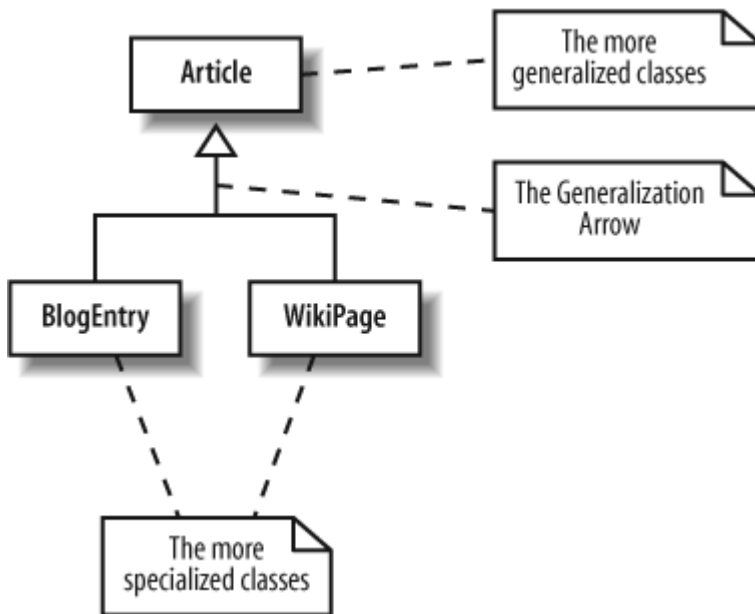 Article
The more
generalized classes
The Generalization
Arrow
BlogEntry
WikiPage
The more
specialized classes